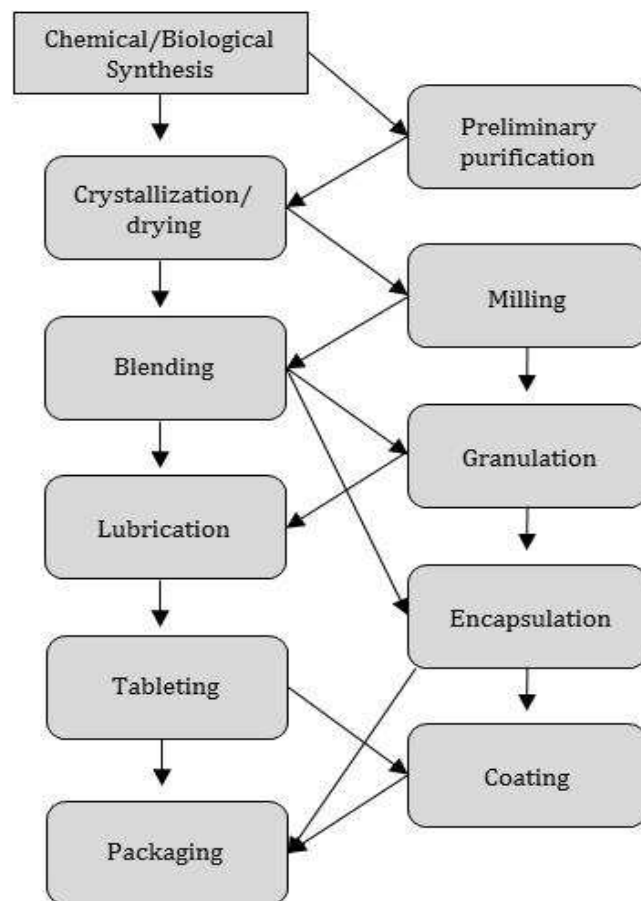 Chemical/Biological
Synthesis
Preliminary
purification
Crystallization/
drying
Milling
Blending
Granulation
Lubrication
Encapsulation
Tableting
Coating
Packaging